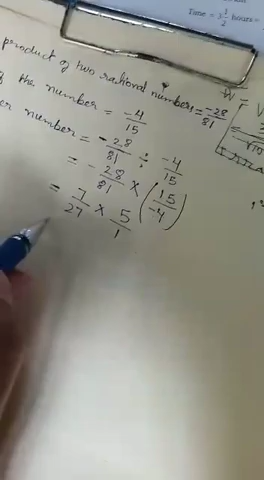 Time = 3 1/2 hours
product of two rational numbers = -28/81
the number = -4/15
number = -28/81 ÷ -4/15
= -28/81 × (15/-4)
= 7/27 × 5/1